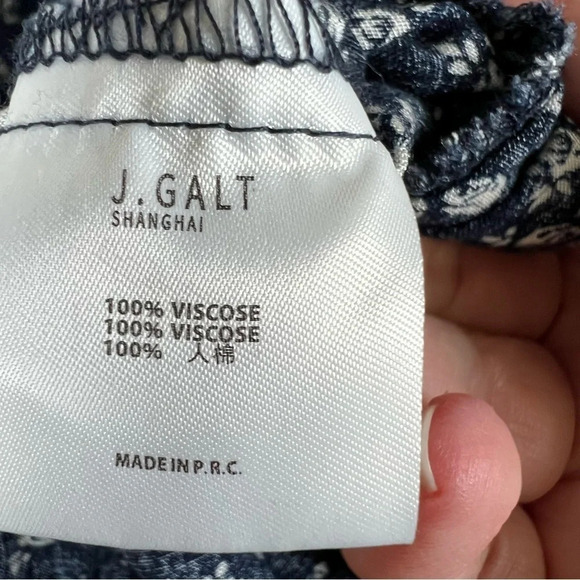 J.GALT
SHANGHAI
100% VISCOSE
100% VISCOSE
100% 人棉
MADE IN P.R.C.